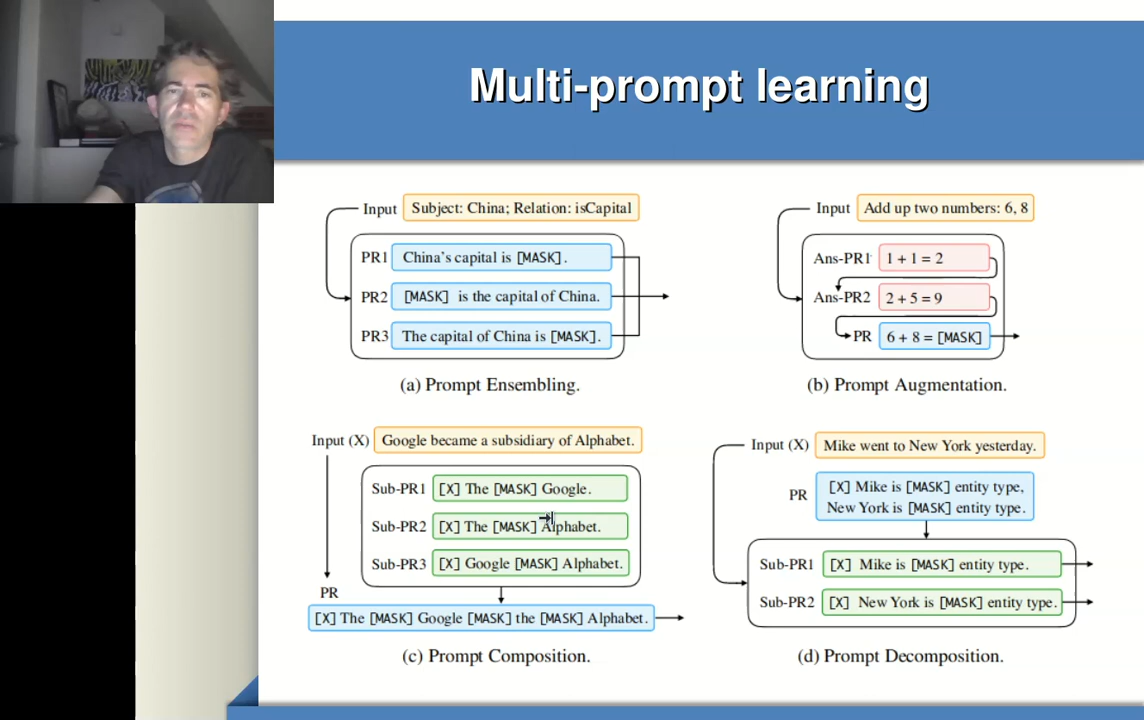 Multi-prompt learning
Input Subject: China; Relation: isCapital
PR1 China's capital is [MASK].
PR2 [MASK] is the capital of China.
PR3 The capital of China is [MASK].
(a) Prompt Ensembling.
Input Add up two numbers: 6, 8
Ans-PR1 1 + 1 = 2
Ans-PR2 2 + 5 = 9
PR 6 + 8 = [MASK]
(b) Prompt Augmentation.
Input (X) Google became a subsidiary of Alphabet.
Sub-PR1 [X] The [MASK] Google.
Sub-PR2 [X] The [MASK] Alphabet.
Sub-PR3 [X] Google [MASK] Alphabet.
PR
[X] The [MASK] Google [MASK] the [MASK] Alphabet.
(c) Prompt Composition.
Input (X) Mike went to New York yesterday.
PR [X] Mike is [MASK] entity type,
New York is [MASK] entity type.
Sub-PR1 [X] Mike is [MASK] entity type.
Sub-PR2 [X] New York is [MASK] entity type.
(d) Prompt Decomposition.